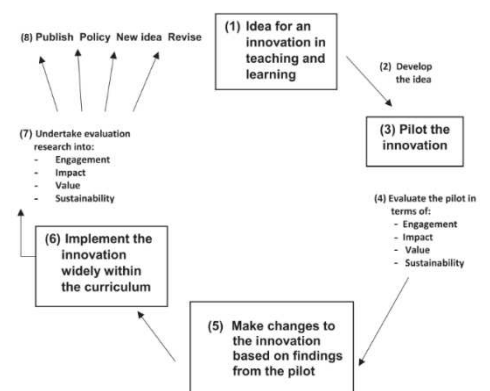 (8) Publish Policy New idea Revise
(1) Idea for an
innovation in
teaching and
learning
(2) Develop
the idea
(3) Pilot the
innovation
(4) Evaluate the pilot in
terms of:
- Engagement
- Impact
- Value
- Sustainability
(5) Make changes to
the innovation
based on findings
from the pilot
(6) Implement the
innovation
widely within
the curriculum
(7) Undertake evaluation
research into:
- Engagement
- Impact
- Value
- Sustainability